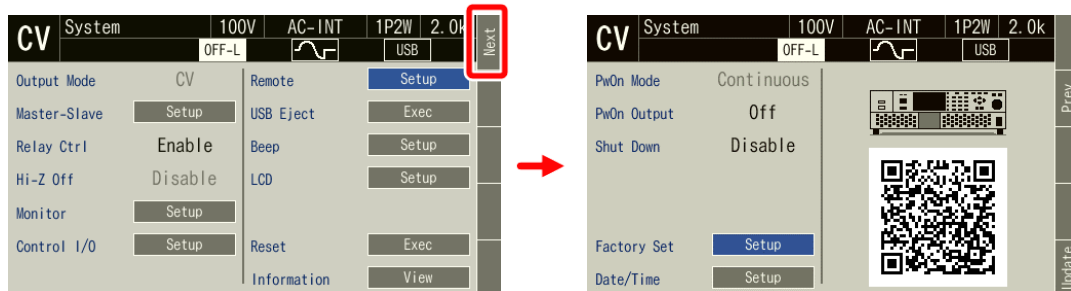 CV System 100V AC-INT 1P2W 2.0k Next
OFF-L USB
Output Mode CV Remote Setup
Master-Slave Setup USB Eject Exec
Relay Ctrl Enable Beep Setup
Hi-Z Off Disable LCD Setup
Monitor Setup
Control I/O Setup Reset Exec
Information View
CV System 100V AC-INT 1P2W 2.0k
OFF-L USB
PwOn Mode Continuous Prev
PwOn Output Off
Shut Down Disable
Factory Set Setup
Date/Time Setup Update